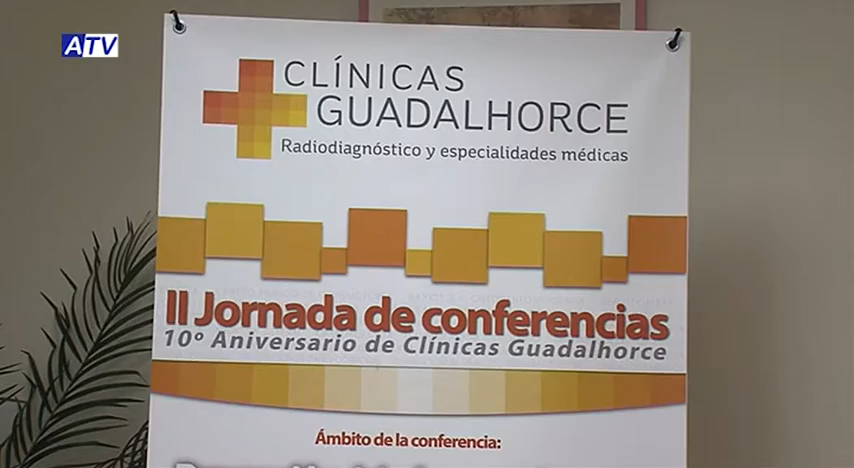 ATV
CLÍNICAS
GUADALHORCE
Radiodiagnóstico y especialidades médicas
II Jornada de conferencias
10º Aniversario de Clínicas Guadalhorce
Ámbito de la conferencia: